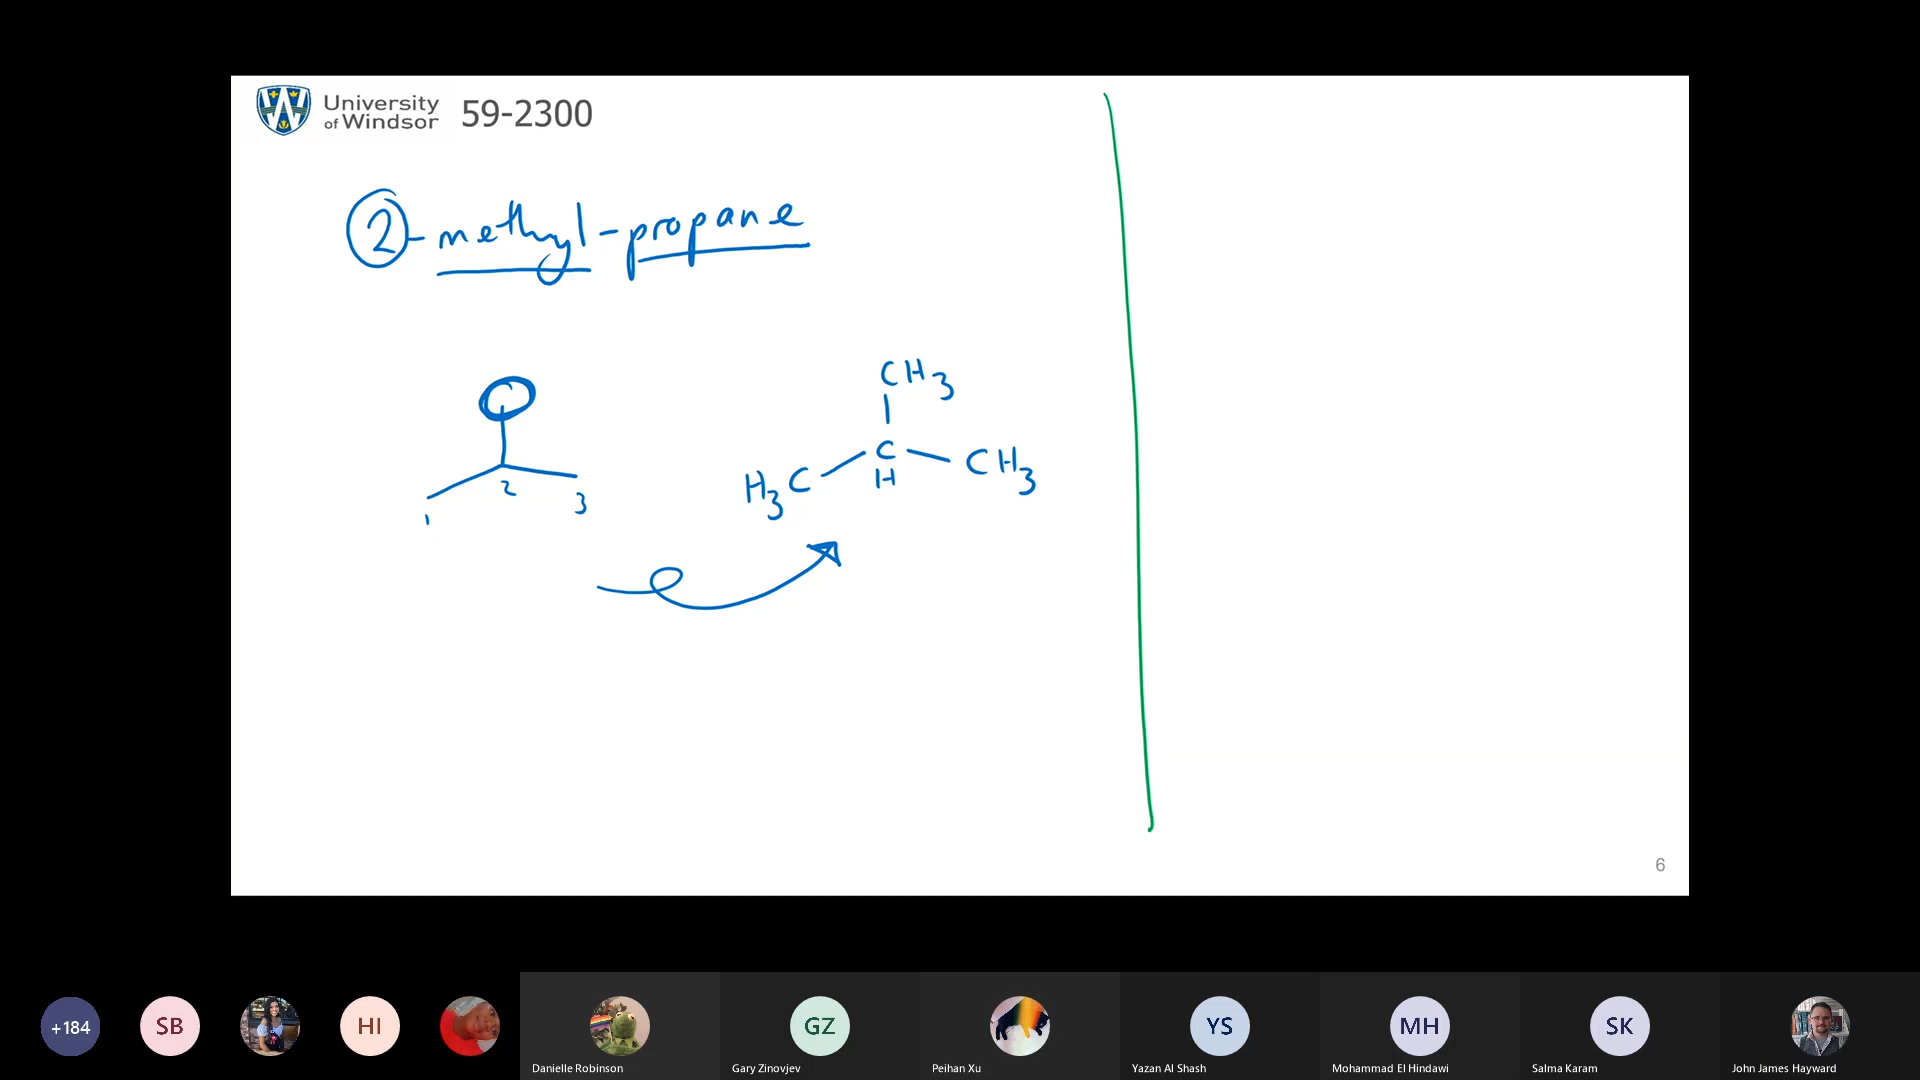 University
of Windsor
59-2300
2-methyl-propane
CH3
C
H
H3C
CH3
1
2
3
6
+184
SB
HI
GZ
YS
MH
SK
Danielle Robinson
Gary Zinovjev
Peihan Xu
Yazan Al Shash
Mohammad El Hindawi
Salma Karam
John James Hayward